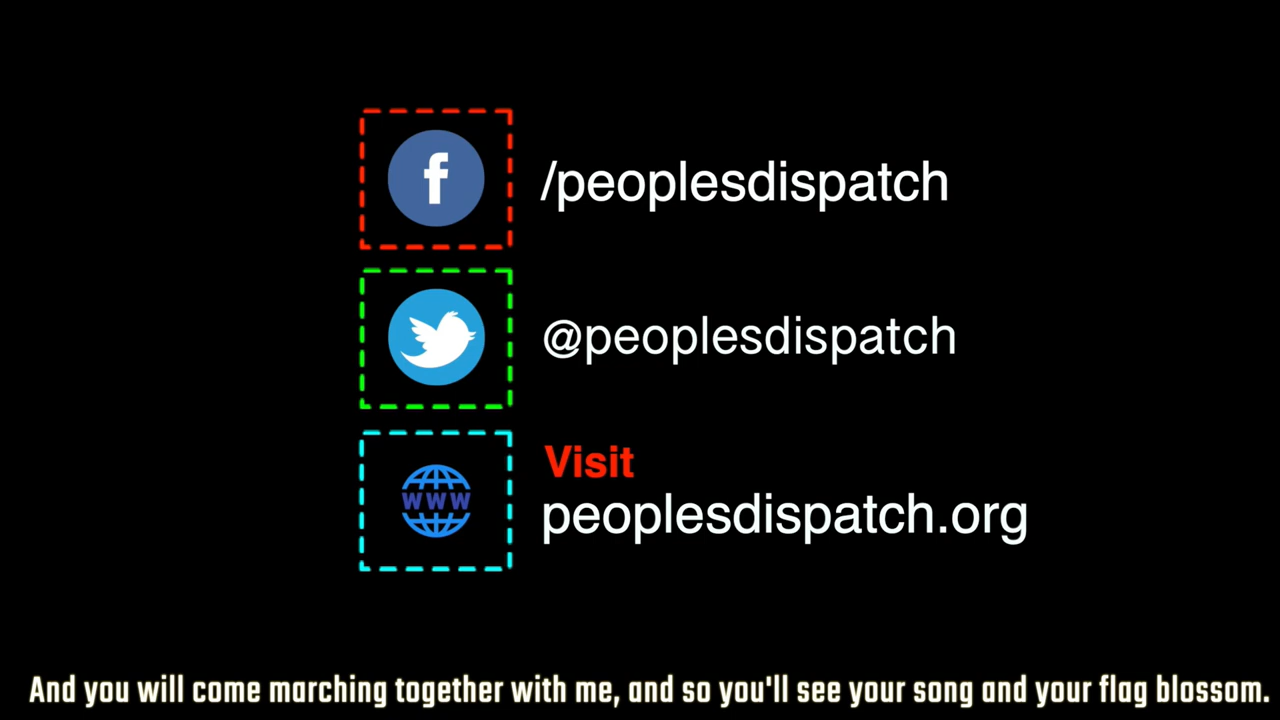 f
/peoplesdispatch
@peoplesdispatch
Visit
www
peoplesdispatch.org
And you will come marching together with me, and so you'll see your song and your flag blossom.